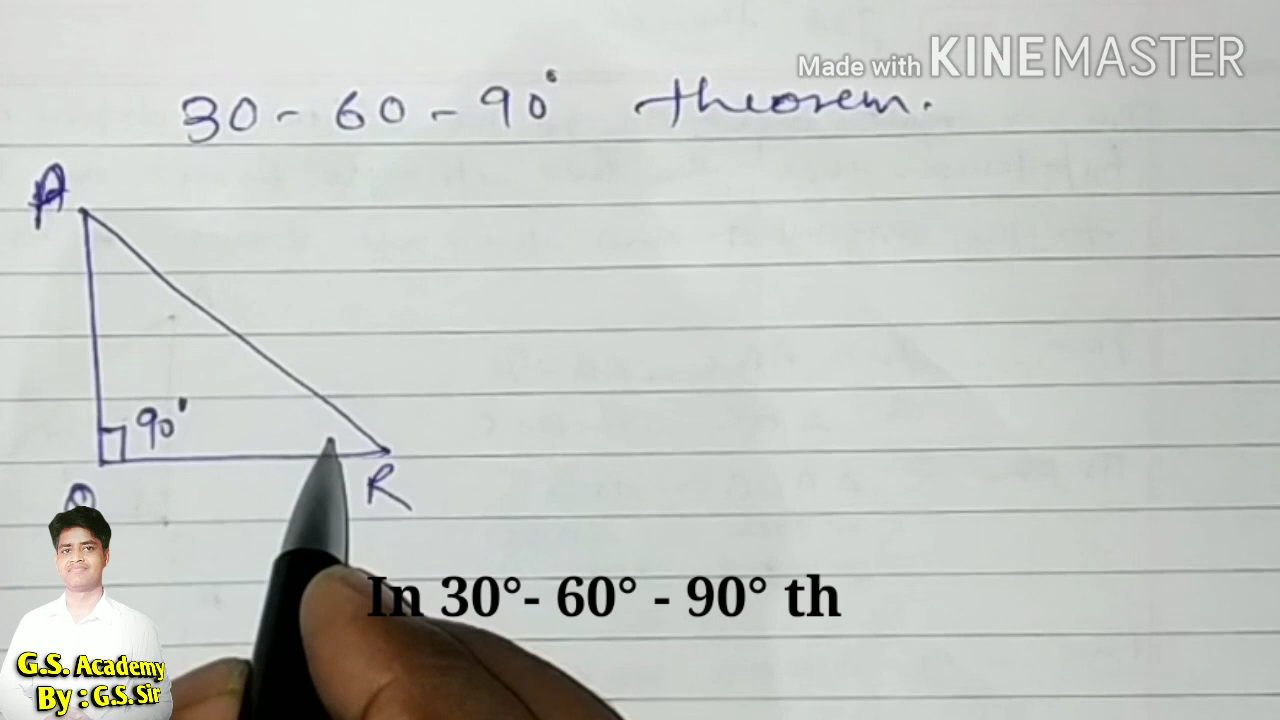 Made with KINEMASTER
30 - 60 - 90° theorem.
90°
R
In 30°- 60° - 90° th
G.S. Academy
By : G.S. Sir